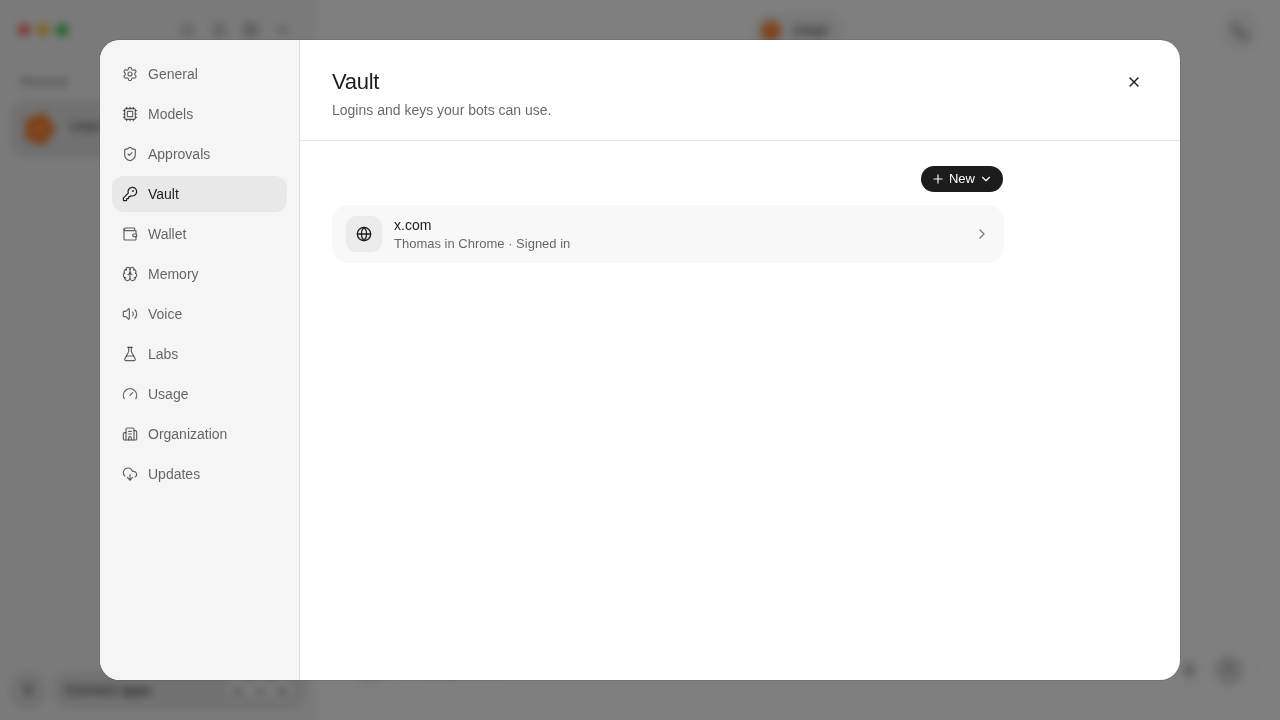 General
Models
Approvals
Vault
Wallet
Memory
Voice
Labs
Usage
Organization
Updates
Vault
Logins and keys your bots can use.
New
x.com
Thomas in Chrome · Signed in